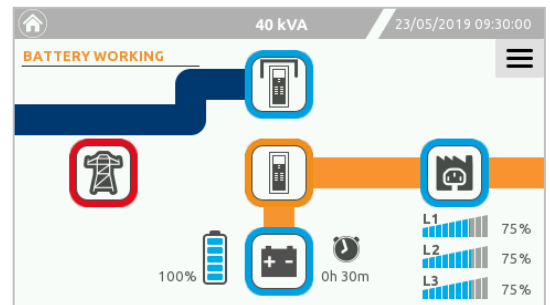 40 kVA
23/05/2019 09:30:00
BATTERY WORKING
L1
75%
L2
75%
100%
0h 30m
L3
75%